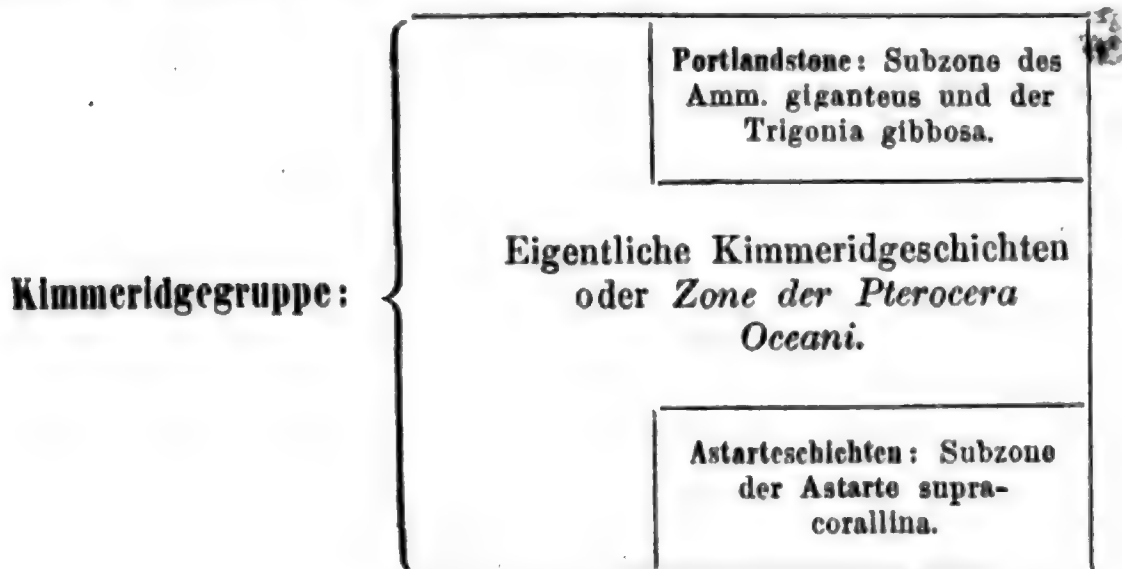 Portlandstone: Subzone des
Amm. giganteus und der
Trigonia gibbosa.
Eigentliche Kimmeridgeschichten
Kimmeridgegruppe:
oder Zone der Pterocera
Oceani.
Astarteschichten: Subzone
der Astarte supra-
corallina.